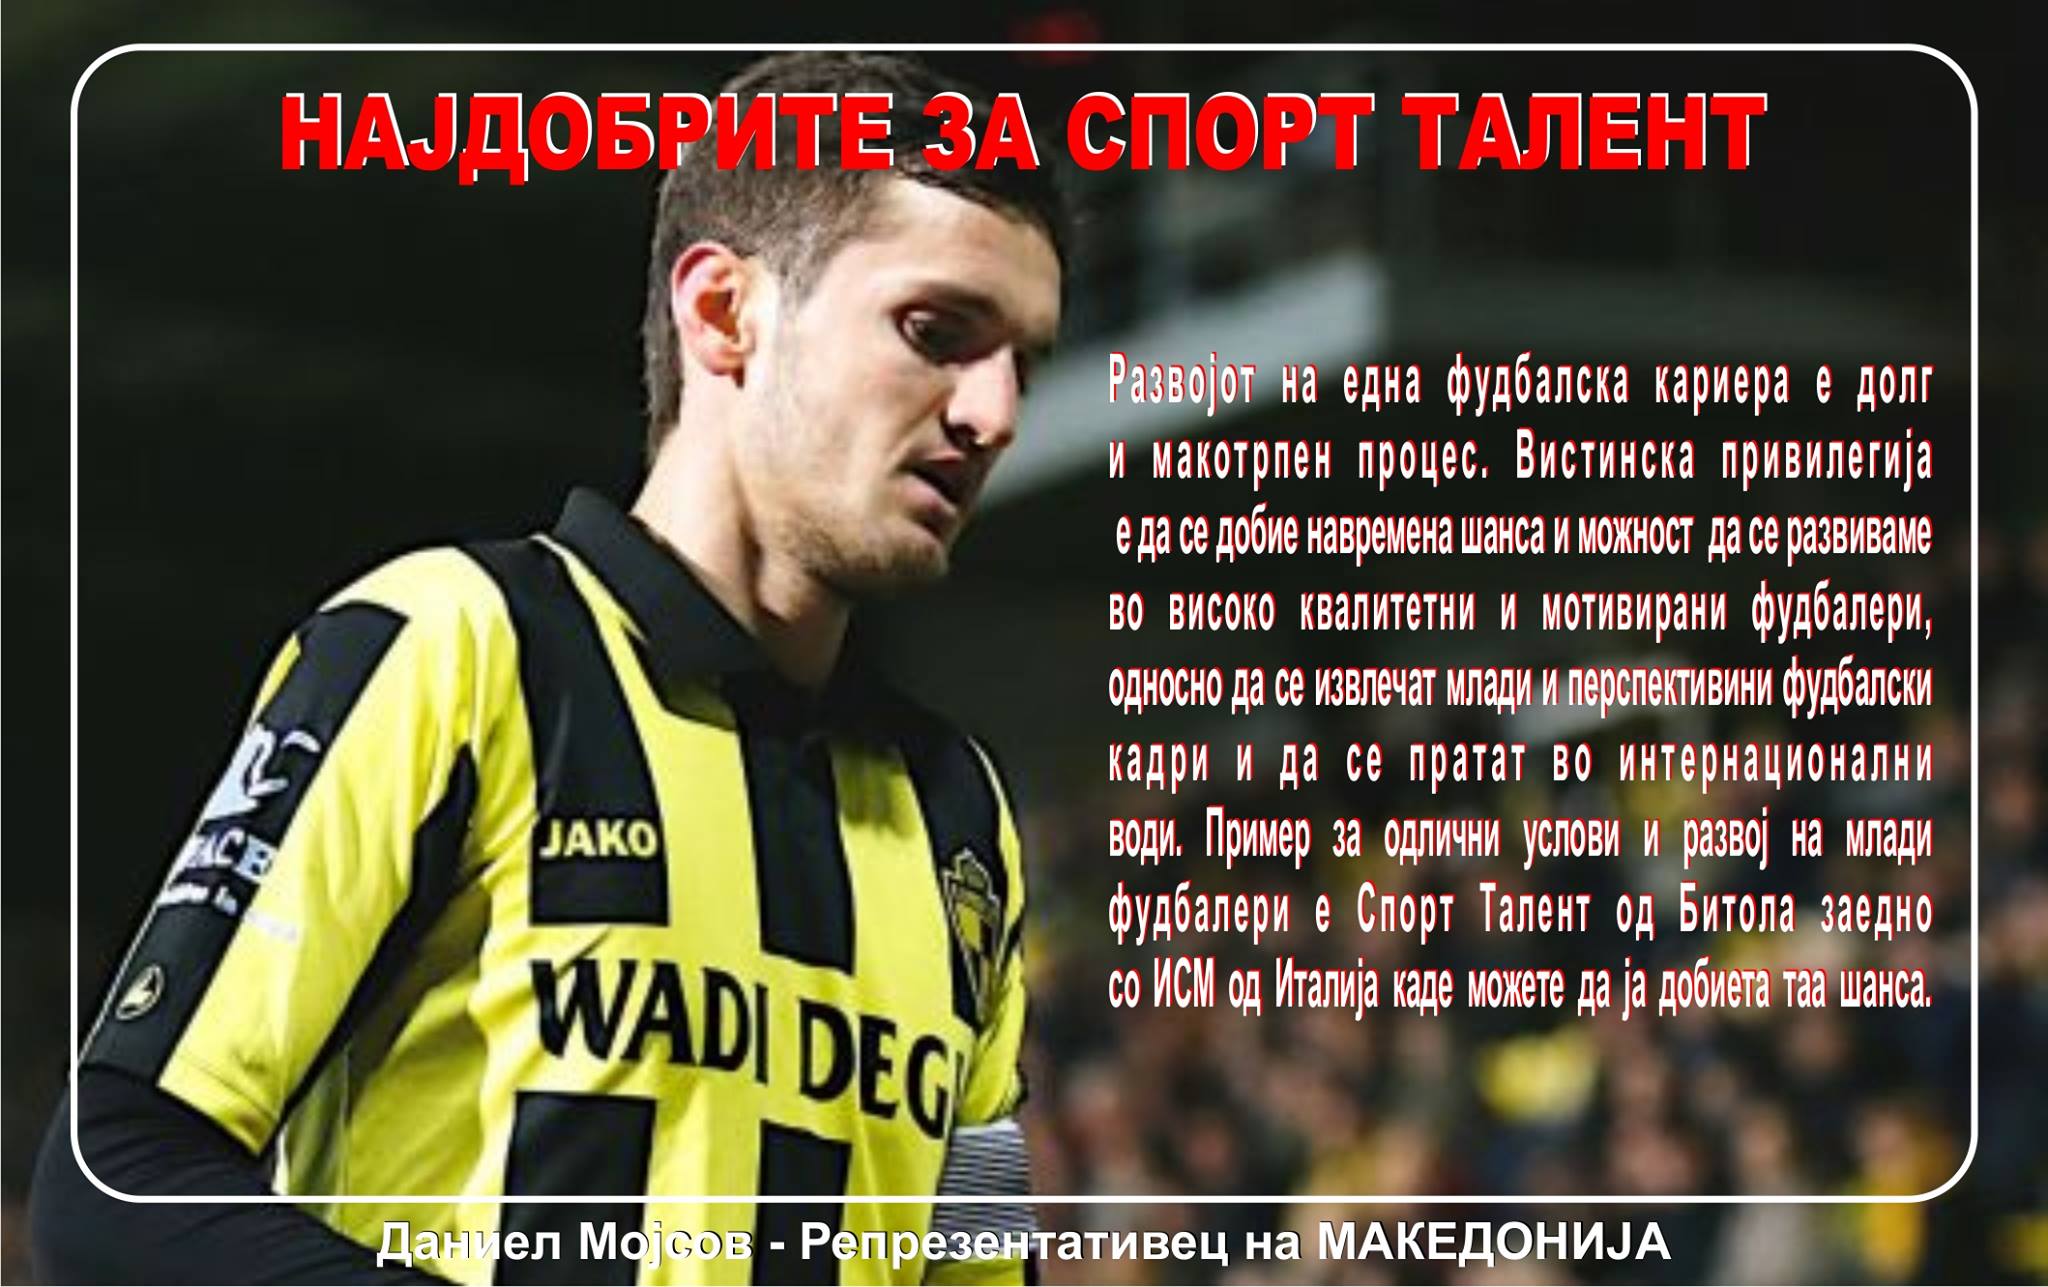 НАЈДОБРИТЕ ЗА СПОРТ ТАЛЕНТ
Развојот на една фудбалска кариера е долг
и макотрпен процес. Вистинска привилегија
е да се добие навремена шанса и можност да се развиваме
во високо квалитетни и мотивирани фудбалери,
односно да се извлечат млади и перспективини фудбалски
кадри и да се пратат во интернационални
води. Пример за одлични услови и развој на млади
фудбалери е Спорт Талент од Битола заедно
со ИСМ од Италија каде можете да ја добиета таа шанса.
JAKO
WADI DEG
Даниел Мојсов - Репрезентативец на МАКЕДОНИЈА